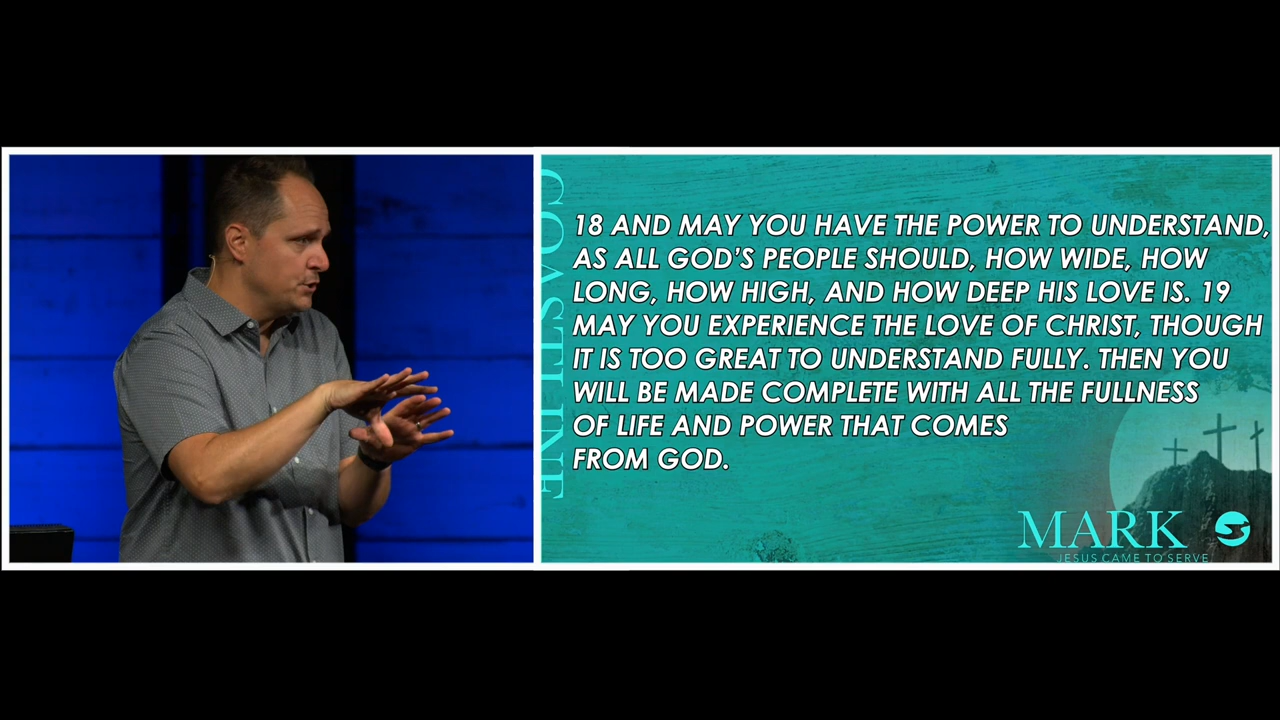 COASTLINE
18 AND MAY YOU HAVE THE POWER TO UNDERSTAND,
AS ALL GOD'S PEOPLE SHOULD, HOW WIDE, HOW
LONG, HOW HIGH, AND HOW DEEP HIS LOVE IS. 19
MAY YOU EXPERIENCE THE LOVE OF CHRIST, THOUGH
IT IS TOO GREAT TO UNDERSTAND FULLY. THEN YOU
WILL BE MADE COMPLETE WITH ALL THE FULLNESS
OF LIFE AND POWER THAT COMES
FROM GOD.
MARK
JESUS CAME TO SERVE